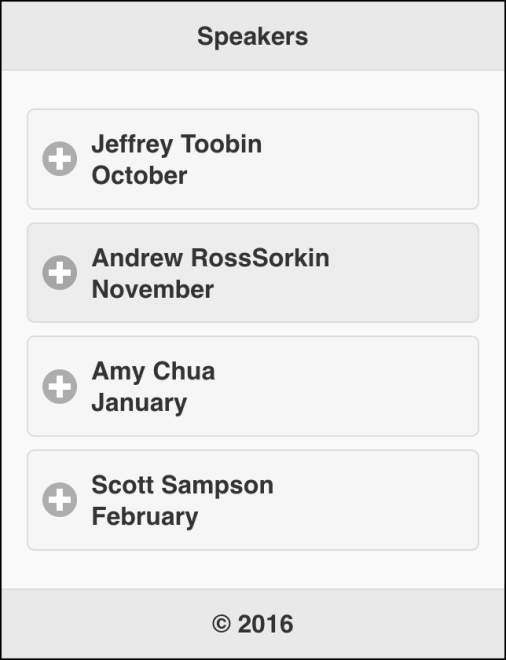 Speakers
Jeffrey Toobin
October
Andrew RossSorkin
November
Amy Chua
January
Scott Sampson
February
© 2016